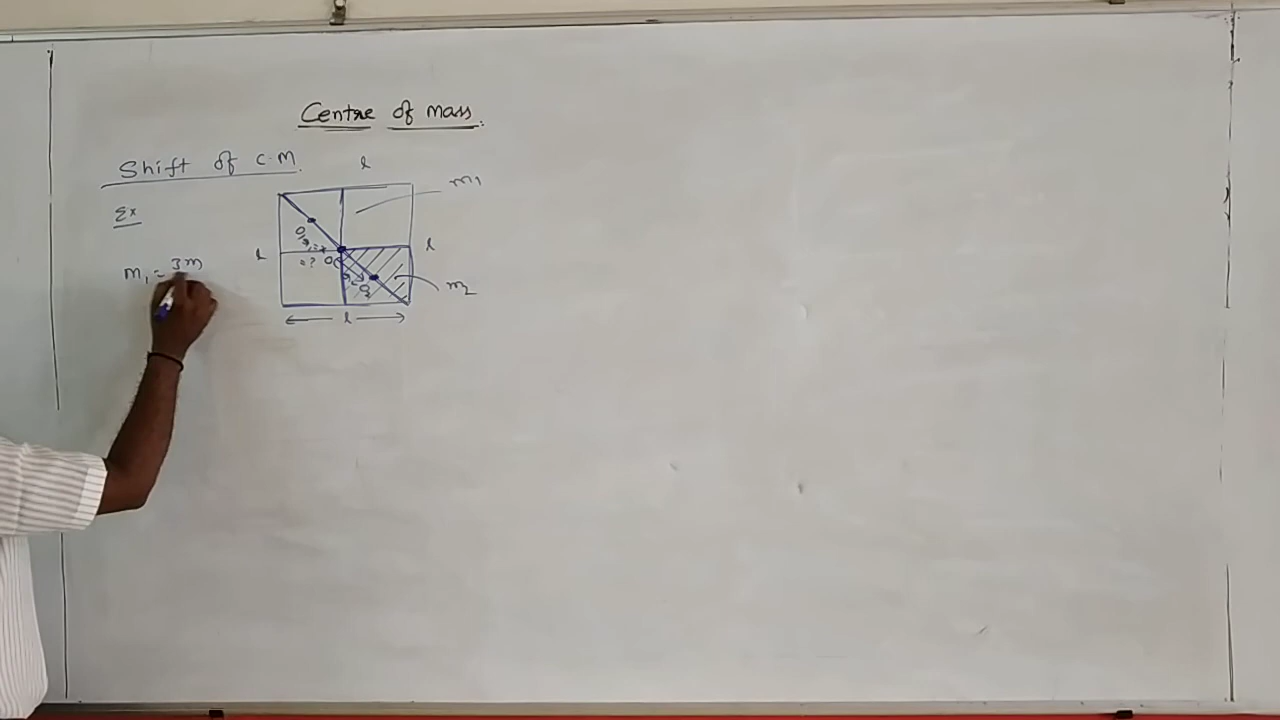 Centre of mass.
Shift of C.M.
l
m1
Ex
l
l
m1 = 3m
m2
l